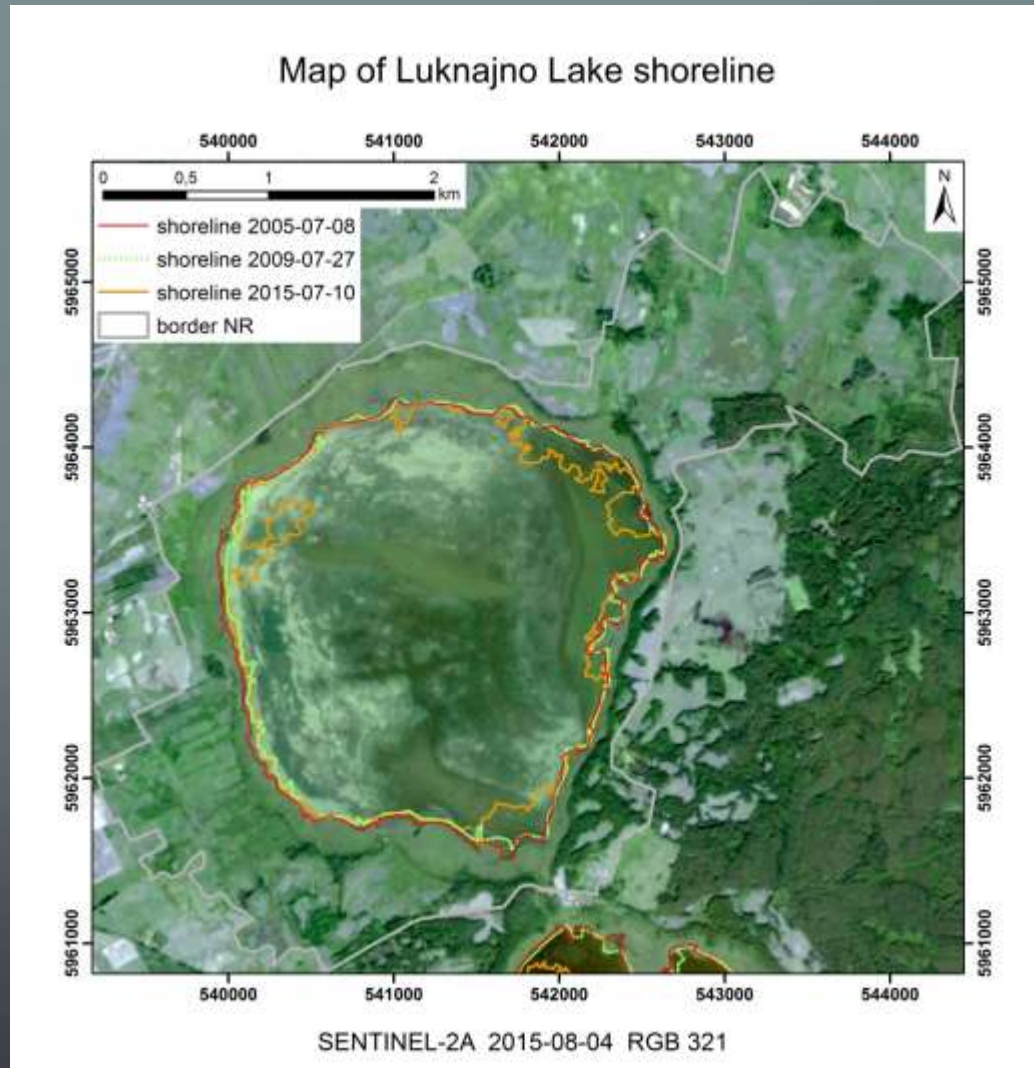 Map of Luknajno Lake shoreline
540000 541000 542000 543000 544000
0 0,5 1 2
km
N
shoreline 2005-07-08
shoreline 2009-07-27
shoreline 2015-07-10
border NR
5965000 5965000
5964000 5964000
5963000 5963000
5962000 5962000
5961000 5961000
540000 541000 542000 543000 544000
SENTINEL-2A 2015-08-04 RGB 321